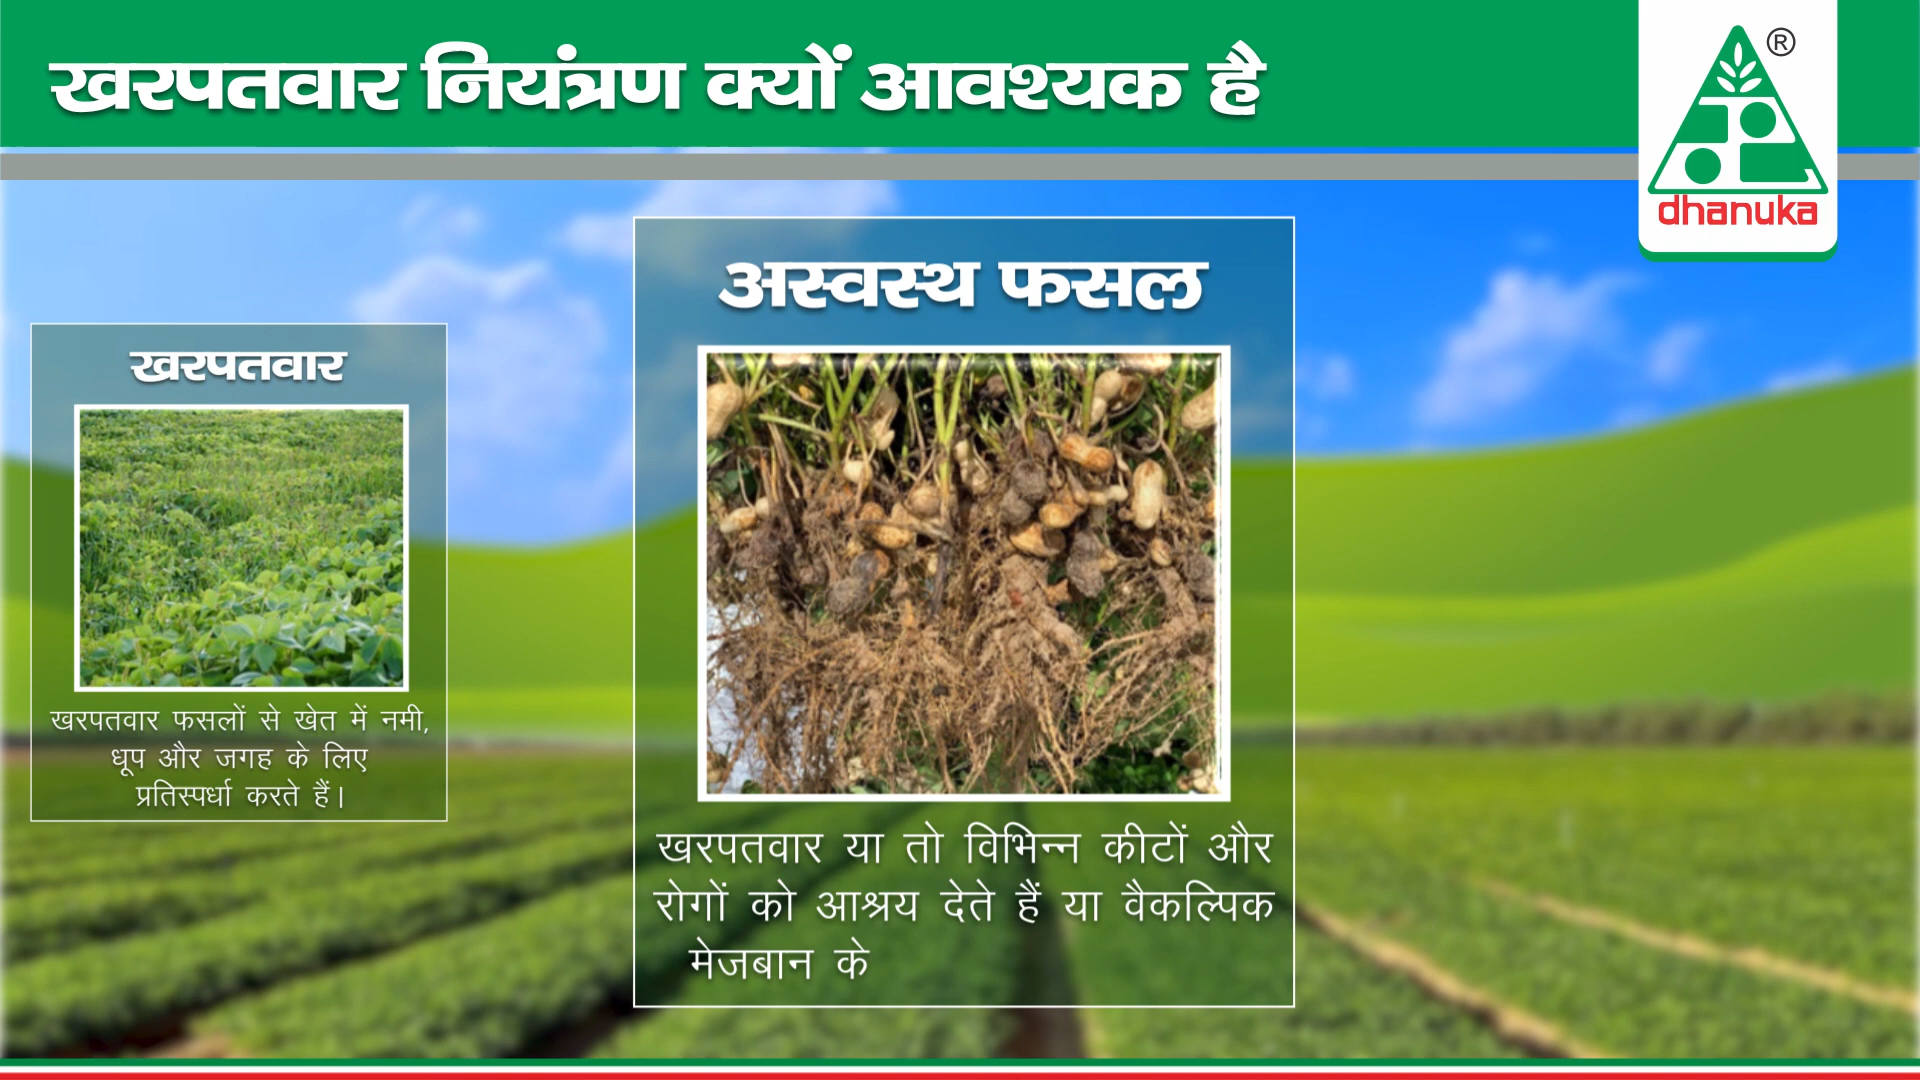 खरपतवार नियंत्रण क्यों आवश्यक है
®
dhanuka
खरपतवार
खरपतवार फसलों से खेत में नमी,
धूप और जगह के लिए
प्रतिस्पर्धा करते हैं।
अस्वस्थ फसल
खरपतवार या तो विभिन्न कीटों और
रोगों को आश्रय देते हैं या वैकल्पिक
मेजबान के